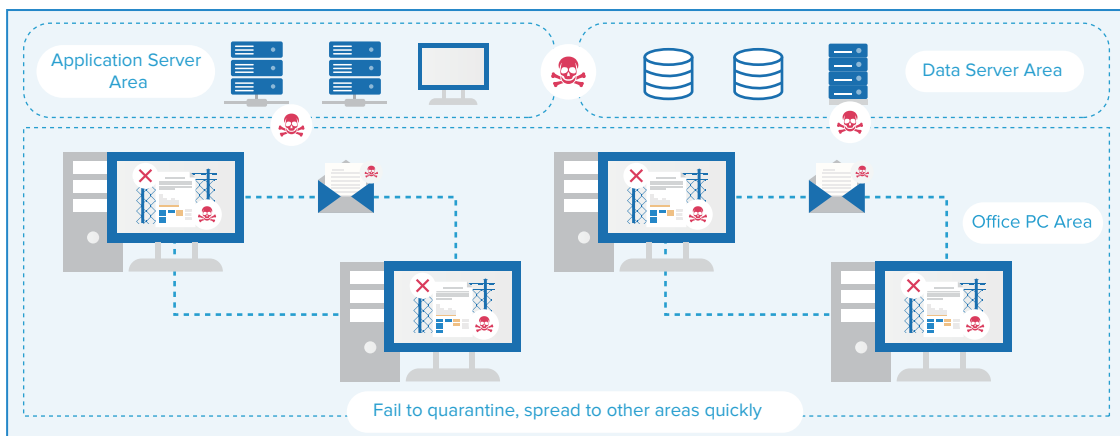 Application Server
Area
Data Server Area
Office PC Area
Fail to quarantine, spread to other areas quickly